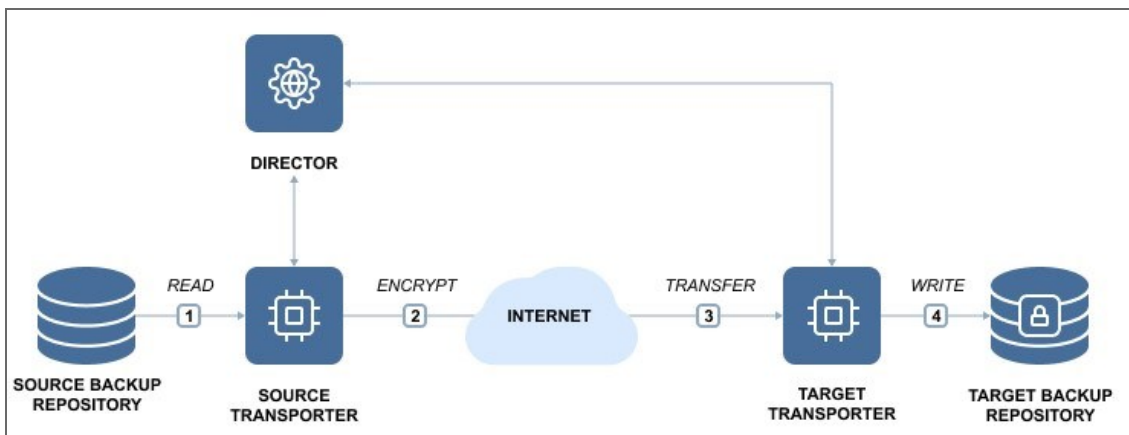 DIRECTOR
READ
1
ENCRYPT
2
INTERNET
TRANSFER
3
WRITE
4
SOURCE BACKUP
REPOSITORY
SOURCE
TRANSPORTER
TARGET
TRANSPORTER
TARGET BACKUP
REPOSITORY